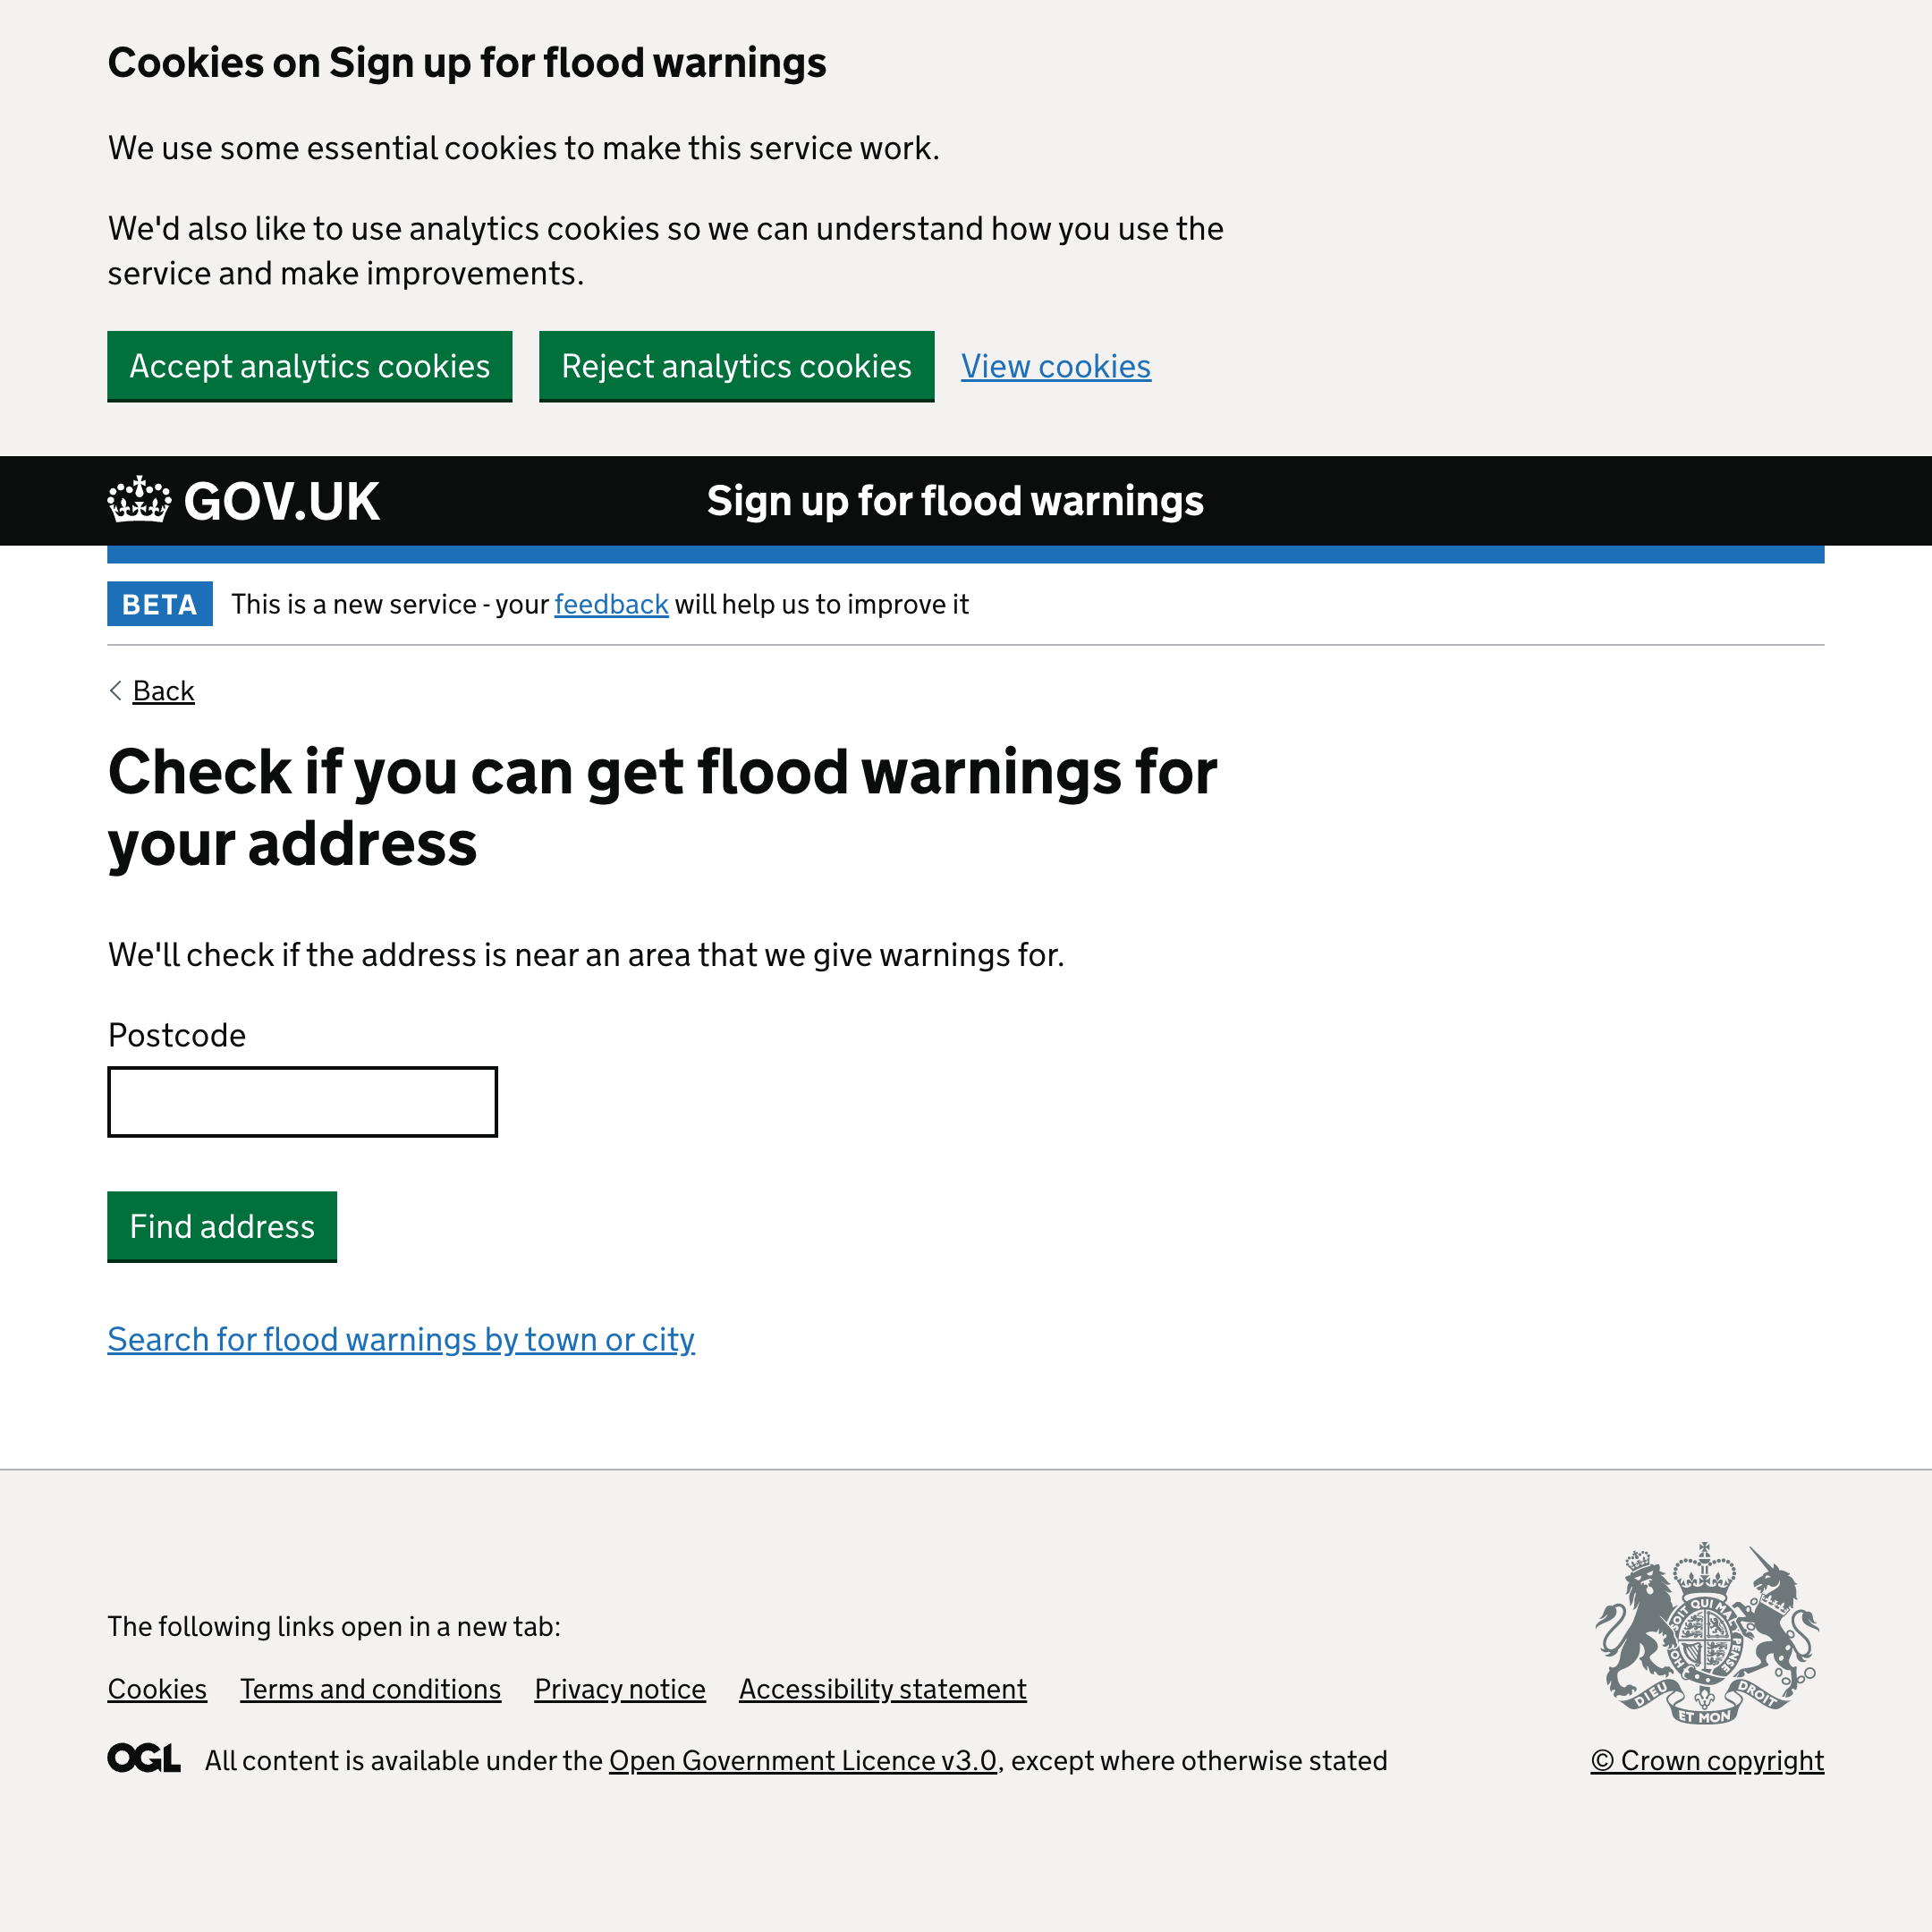 Cookies on Sign up for flood warnings
We use some essential cookies to make this service work.
We'd also like to use analytics cookies so we can understand how you use the
service and make improvements.
Accept analytics cookies Reject analytics cookies View cookies
GOV.UK Sign up for flood warnings
BETA This is a new service - your feedback will help us to improve it
Back
Check if you can get flood warnings for
your address
We'll check if the address is near an area that we give warnings for.
Postcode
Find address
Search for flood warnings by town or city
The following links open in a new tab:
Cookies Terms and conditions Privacy notice Accessibility statement
OIT QUI MAL PENSE HO
DIEU ET MON DROIT
OGL All content is available under the Open Government Licence v3.0, except where otherwise stated
© Crown copyright